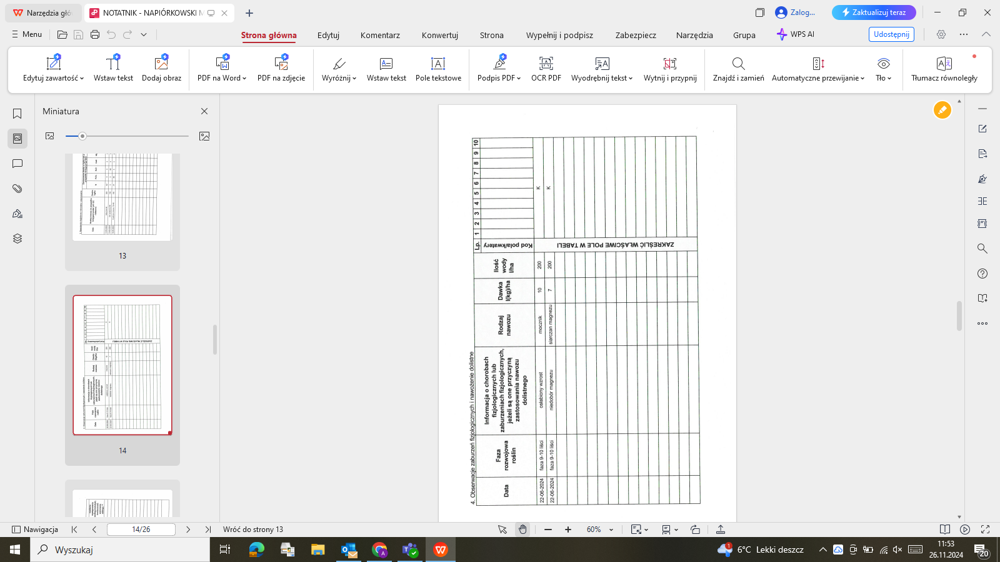 Narzędzia głó
NOTATNIK - NAPIÓRKOWSKI M
Zalog...
Zaktualizuj teraz
Menu
Strona główna
Edytuj
Komentarz
Konwertuj
Strona
Wypełnij i podpisz
Zabezpiecz
Narzędzia
Grupa
WPS AI
Udostępnij
Edytuj zawartość
Wstaw tekst
Dodaj obraz
PDF na Word
PDF na zdjęcie
Wyróżnij
Wstaw tekst
Pole tekstowe
Podpis PDF
OCR PDF
Wyodrębnij tekst
Wytnij i przypnij
Znajdź i zamień
Automatyczne przewijanie
Tło
Tłumacz równoległy
Miniatura
13
14
4. Obserwacje zaburzeń fizjologicznych i nawożenie dolistne
Data
Faza rozwojowa roślin
Informacja o chorobach fizjologicznych lub zaburzeniach fizjologicznych, jeżeli są one przyczyną zastosowania nawozu dolistnego
Rodzaj nawozu
Dawka l(kg)/ha
Ilość wody l/ha
Lp. 1 2 3 4 5 6 7 8 9 10
Kod pola/kwatery
ZAKREŚLIĆ WŁAŚCIWE POLE W TABELI
22-06-2024 faza 9-10 liści osłabiony wzrost mocznik 10 200 K
22-06-2024 faza 9-10 liści niedobór magnezu siarczan magnezu 7 200 K
Nawigacja
14/26
Wróć do strony 13
60%
Wyszukaj
1
6°C Lekki deszcz
11:53
26.11.2024
20